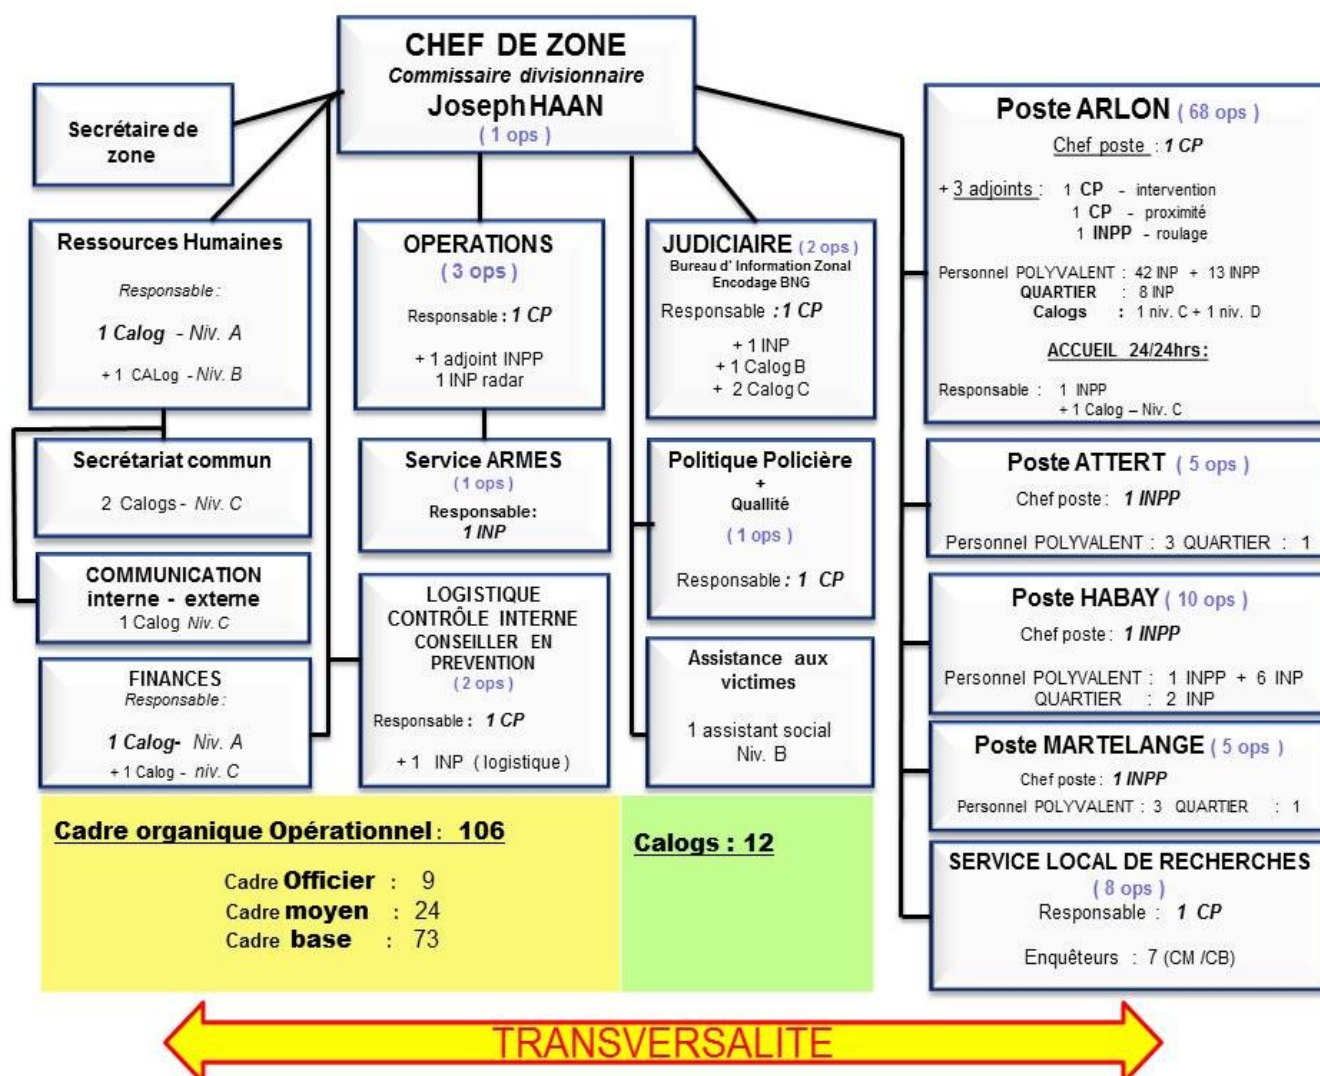 CHEF DE ZONE
Commissaire divisionnaire
Joseph HAAN
( 1 ops )
Secrétaire de
zone
Ressources Humaines
Responsable :
1 Calog - Niv. A
+ 1 CALog - Niv. B
Secrétariat commun
2 Calogs - Niv. C
COMMUNICATION
interne - externe
1 Calog Niv. C
FINANCES
Responsable :
1 Calog- Niv. A
+ 1 Calog - niv. C
OPERATIONS
( 3 ops )
Responsable : 1 CP
+ 1 adjoint INPP
1 INP radar
Service ARMES
( 1 ops )
Responsable :
1 INP
LOGISTIQUE
CONTRÔLE INTERNE
CONSEILLER EN
PREVENTION
( 2 ops )
Responsable : 1 CP
+ 1 INP ( logistique )
JUDICIAIRE ( 2 ops )
Bureau d' Information Zonal
Encodage BNG
Responsable : 1 CP
+ 1 INP
+ 1 Calog B
+ 2 Calog C
Politique Policière
+
Quallité
( 1 ops )
Responsable : 1 CP
Assistance aux
victimes
1 assistant social
Niv. B
Poste ARLON ( 68 ops )
Chef poste : 1 CP
+ 3 adjoints : 1 CP - intervention
1 CP - proximité
1 INPP - roulage
Personnel POLYVALENT : 42 INP + 13 INPP
QUARTIER : 8 INP
Calogs : 1 niv. C + 1 niv. D
ACCUEIL 24/24hrs :
Responsable : 1 INPP
+ 1 Calog – Niv. C
Poste ATTERT ( 5 ops )
Chef poste : 1 INPP
Personnel POLYVALENT : 3 QUARTIER : 1
Poste HABAY ( 10 ops )
Chef poste : 1 INPP
Personnel POLYVALENT : 1 INPP + 6 INP
QUARTIER : 2 INP
Poste MARTELANGE ( 5 ops )
Chef poste : 1 INPP
Personnel POLYVALENT : 3 QUARTIER : 1
SERVICE LOCAL DE RECHERCHES
( 8 ops )
Responsable : 1 CP
Enquêteurs : 7 (CM /CB)
Cadre organique Opérationnel : 106
Cadre Officier : 9
Cadre moyen : 24
Cadre base : 73
Calogs : 12
TRANSVERSALITE